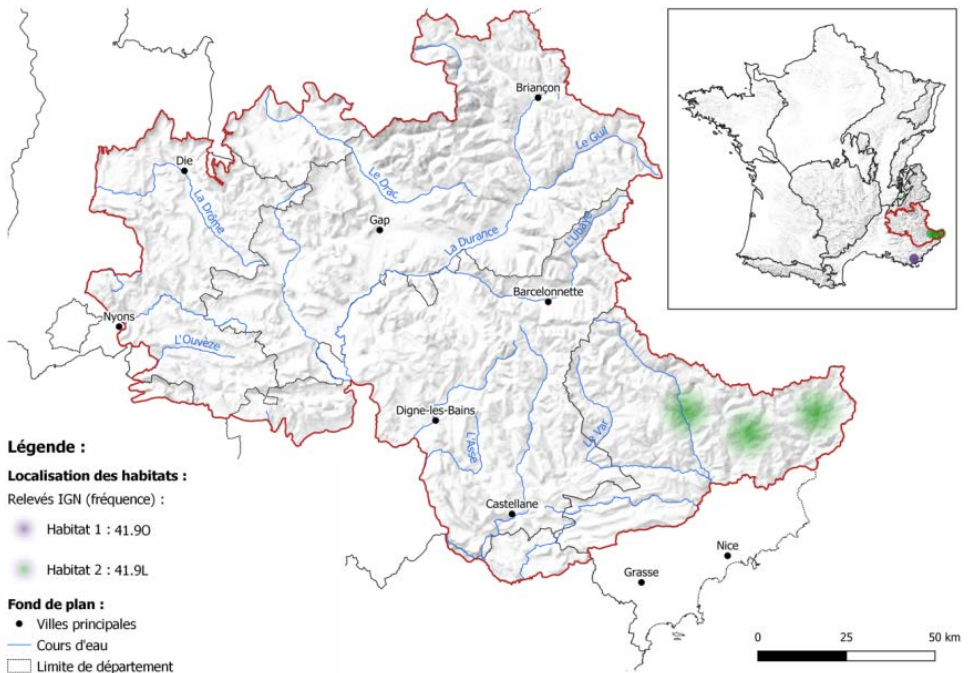 Briançon
Le Guil
Die
Le Drac
La Drôme
Gap
La Durance
L'Ubaye
Barcelonnette
Nyons
L'Ouvèze
Digne-les-Bains
L'Asse
Le Var
Castellane
Nice
Grasse
Légende :
Localisation des habitats :
Relevés IGN (fréquence) :
Habitat 1 : 41.9O
Habitat 2 : 41.9L
Fond de plan :
Villes principales
Cours d'eau
Limite de département
0 25 50 km